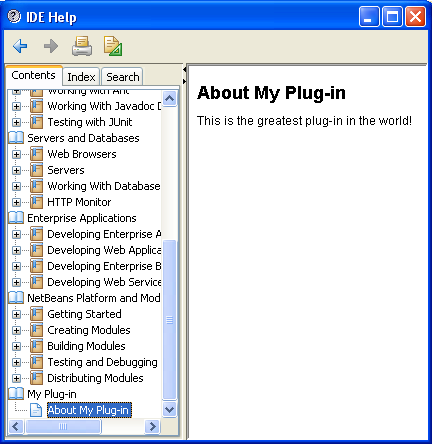 IDE Help
Contents
Index
Search
Working With Ant
Working With Javadoc D
Testing with JUnit
Servers and Databases
Web Browsers
Servers
Working With Database
HTTP Monitor
Enterprise Applications
Developing Enterprise A
Developing Web Applica
Developing Enterprise B
Developing Web Service
NetBeans Platform and Mod
Getting Started
Creating Modules
Building Modules
Testing and Debugging
Distributing Modules
My Plug-in
About My Plug-in
About My Plug-in
This is the greatest plug-in in the world!